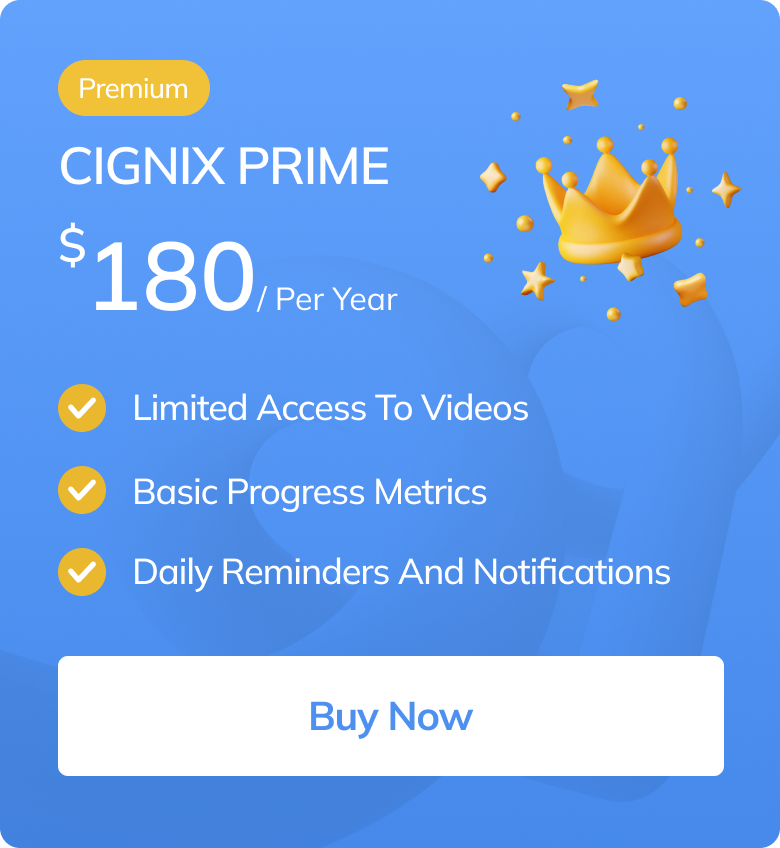 Premium
CIGNIX PRIME
$180/ Per Year
Limited Access To Videos
Basic Progress Metrics
Daily Reminders And Notifications
Buy Now